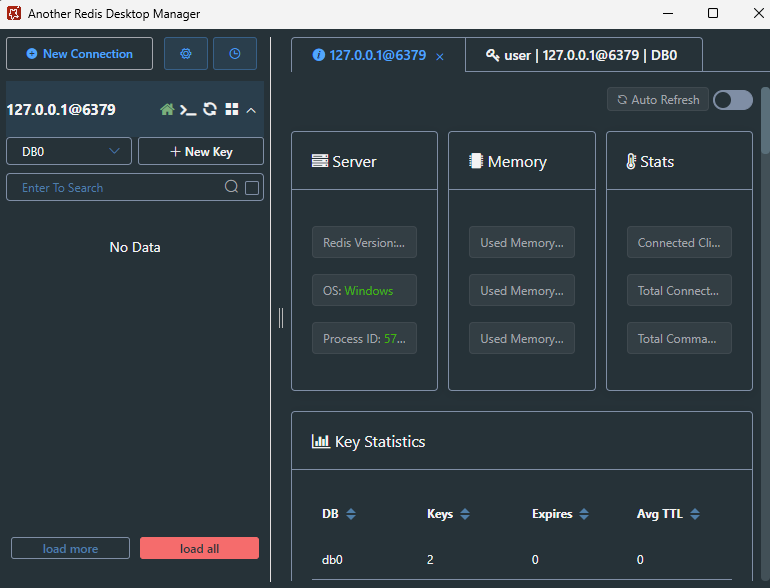 Another Redis Desktop Manager
New Connection
127.0.0.1@6379
DB0
New Key
Enter To Search
No Data
load more
load all
127.0.0.1@6379
user | 127.0.0.1@6379 | DB0
Auto Refresh
Server
Redis Version:...
OS: Windows
Process ID: 57...
Memory
Used Memory...
Used Memory...
Used Memory...
Stats
Connected Cli...
Total Connect...
Total Comma...
Key Statistics
DB Keys Expires Avg TTL
db0 2 0 0